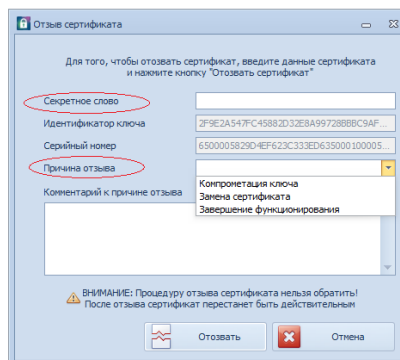 Отзыв сертификата
Для того, чтобы отозвать сертификат, введите данные сертификата
и нажмите кнопку "Отозвать сертификат"
Секретное слово
Идентификатор ключа 2F9E2A547FC45882D32E8A99728BBBC9AF...
Серийный номер 6500005829D4EF623C333ED635000100005...
Причина отзыва
Компрометация ключа
Замена сертификата
Завершение функционирования
Комментарий к причине отзыва
ВНИМАНИЕ: Процедуру отзыва сертификата нельзя обратить!
После отзыва сертификат перестанет быть действительным
Отозвать
Отмена